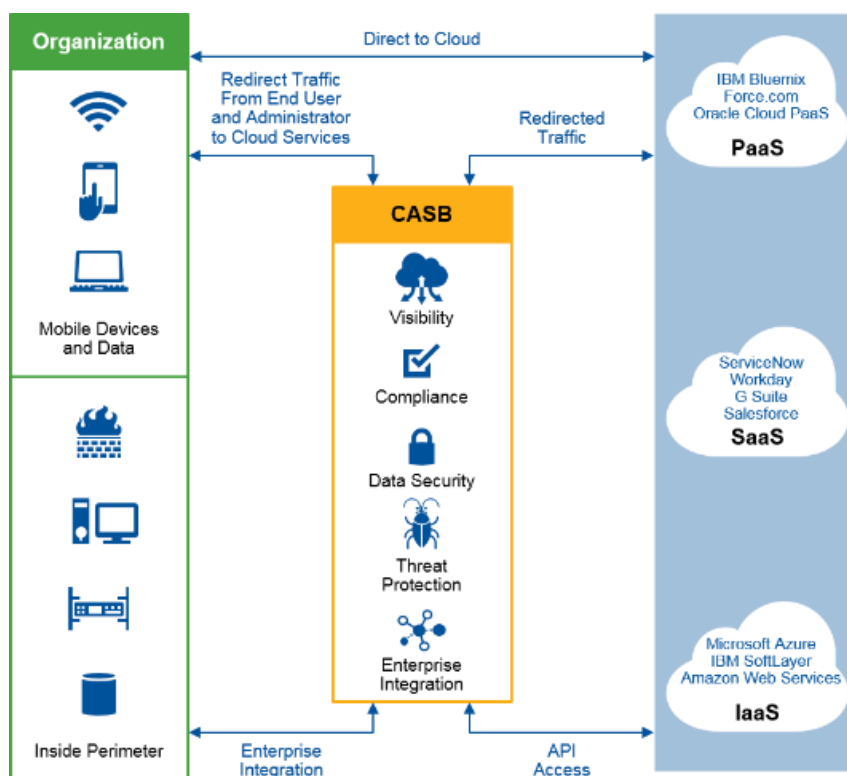 Organization
Mobile Devices
and Data
Inside Perimeter
Direct to Cloud
Redirect Traffic
From End User
and Administrator
to Cloud Services
Redirected
Traffic
CASB
Visibility
Compliance
Data Security
Threat
Protection
Enterprise
Integration
Enterprise
Integration
API
Access
IBM Bluemix
Force.com
Oracle Cloud PaaS
PaaS
ServiceNow
Workday
G Suite
Salesforce
SaaS
Microsoft Azure
IBM SoftLayer
Amazon Web Services
IaaS